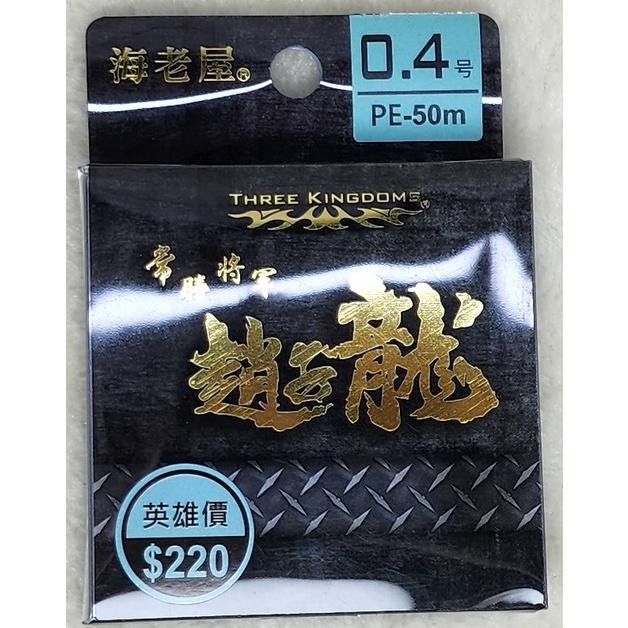 海老屋®
0.4号
PE-50m
THREE KINGDOMS®
常勝將軍
趙子龍
英雄價
$220